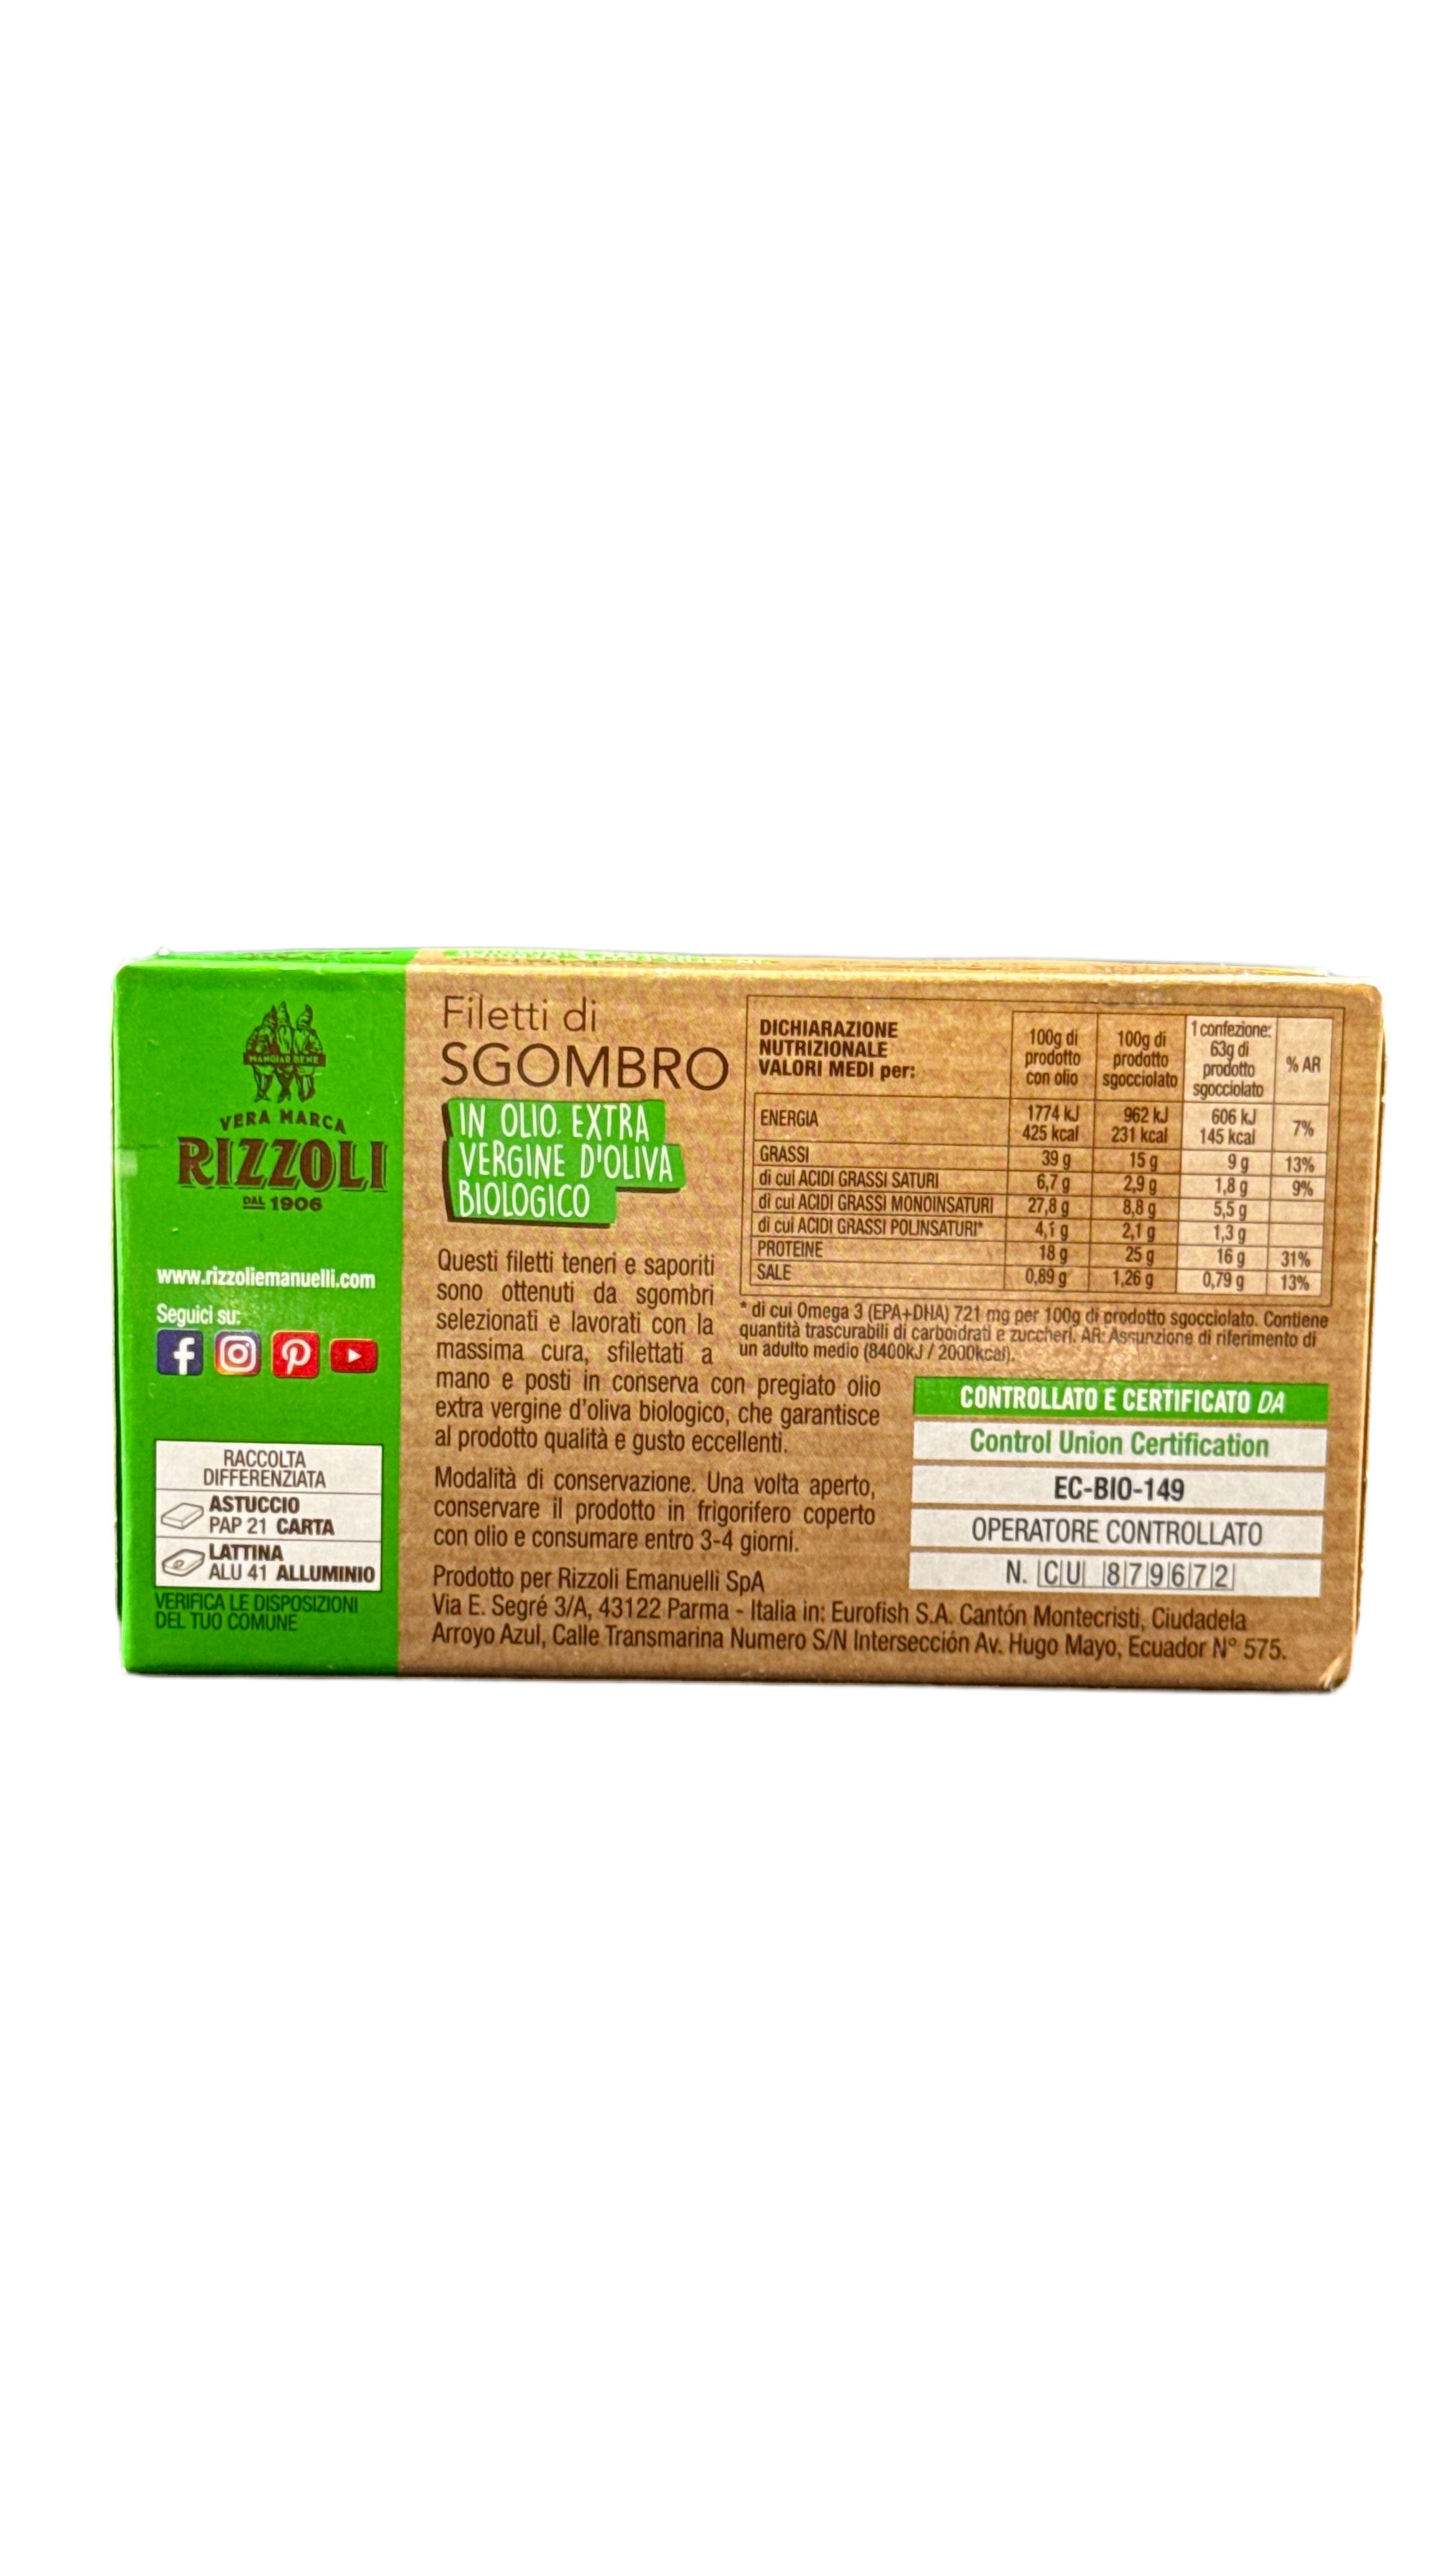 MANGIAR BENE
VERA MARCA
RIZZOLI
DAL 1906
www.rizzoliemanuelli.com
Seguici su:
RACCOLTA
DIFFERENZIATA
ASTUCCIO
PAP 21 CARTA
LATTINA
ALU 41 ALLUMINIO
VERIFICA LE DISPOSIZIONI
DEL TUO COMUNE
Filetti di
SGOMBRO
IN OLIO EXTRA
VERGINE D'OLIVA
BIOLOGICO
Questi filetti teneri e saporiti
sono ottenuti da sgombri
selezionati e lavorati con la
massima cura, sfilettati a
mano e posti in conserva con pregiato olio
extra vergine d'oliva biologico, che garantisce
al prodotto qualità e gusto eccellenti.
Modalità di conservazione. Una volta aperto,
conservare il prodotto in frigorifero coperto
con olio e consumare entro 3-4 giorni.
Prodotto per Rizzoli Emanuelli SpA
Via E. Segré 3/A, 43122 Parma - Italia in: Eurofish S.A. Cantón Montecristi, Ciudadela
Arroyo Azul, Calle Transmarina Numero S/N Intersección Av. Hugo Mayo, Ecuador N° 575.
DICHIARAZIONE
NUTRIZIONALE
VALORI MEDI per:
100g di
prodotto
con olio
100g di
prodotto
sgocciolato
1 confezione:
63g di
prodotto
sgocciolato
% AR
ENERGIA 1774 kJ 962 kJ 606 kJ 7%
425 kcal 231 kcal 145 kcal
GRASSI 39 g 15 g 9 g 13%
di cui ACIDI GRASSI SATURI 6,7 g 2,9 g 1,8 g 9%
di cui ACIDI GRASSI MONOINSATURI 27,8 g 8,8 g 5,5 g
di cui ACIDI GRASSI POLINSATURI* 4,1 g 2,1 g 1,3 g
PROTEINE 18 g 25 g 16 g 31%
SALE 0,89 g 1,26 g 0,79 g 13%
* di cui Omega 3 (EPA+DHA) 721 mg per 100g di prodotto sgocciolato. Contiene
quantità trascurabili di carboidrati e zuccheri. AR: Assunzione di riferimento di
un adulto medio (8400kJ / 2000kcal).
CONTROLLATO E CERTIFICATO DA
Control Union Certification
EC-BIO-149
OPERATORE CONTROLLATO
N. CU 879672